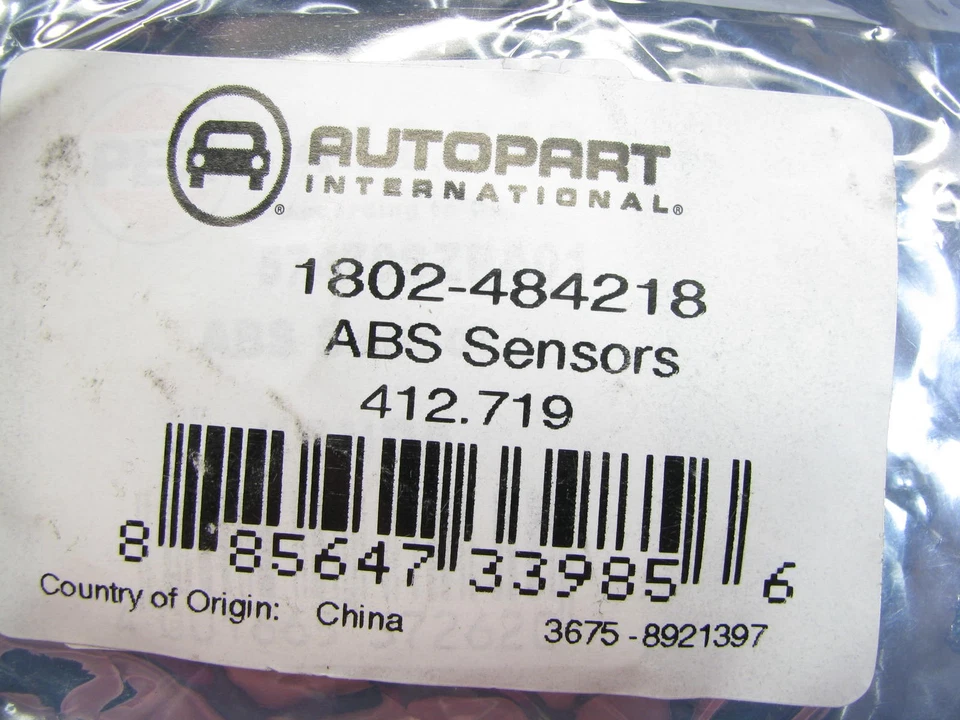 AUTOPART
INTERNATIONAL®
®
1802-484218
ABS Sensors
412.719
8 85647 33985 6
Country of Origin: China
3675 - 8921397